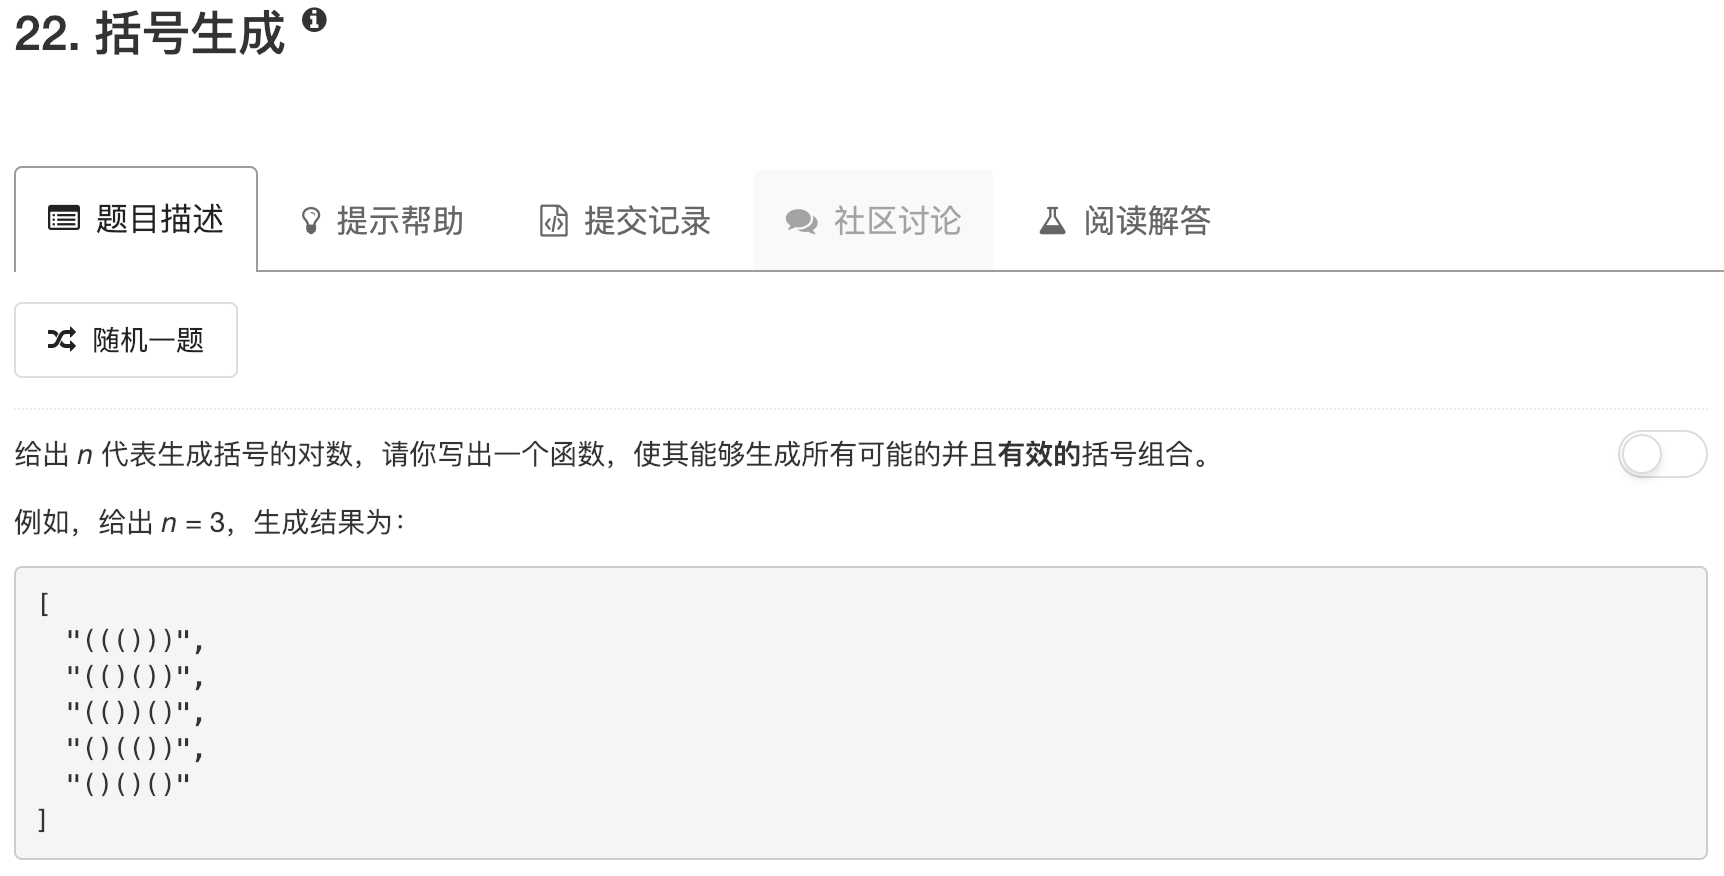 22. 括号生成
题目描述 提示帮助 提交记录 社区讨论 阅读解答
随机一题
给出 n 代表生成括号的对数，请你写出一个函数，使其能够生成所有可能的并且有效的括号组合。
例如，给出 n = 3，生成结果为：
[
"((()))",
"(()())",
"(())()",
"()(())",
"()()()"
]